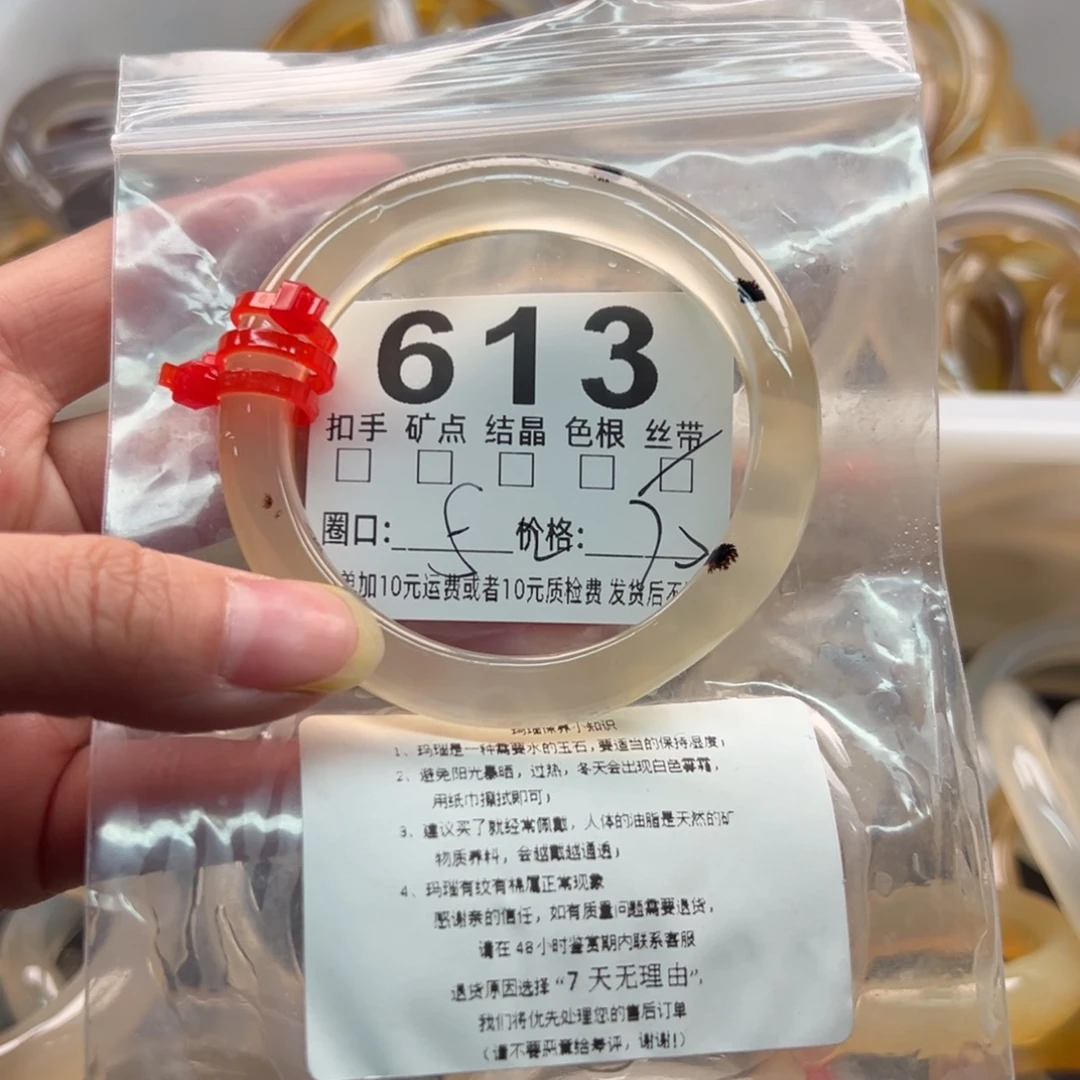 613
扣手 矿点 结晶 色根 丝带
圈口: 价格:
加10元运费或者10元质检费 发货后不
玛瑙保养小知识
1、玛瑙是一种需要水的玉石，要适当的保持湿度；
2、避免阳光暴晒，过热，冬天会出现白色雾霜，
用纸巾擦拭即可；
3、建议买了就经常佩戴，人体的油脂是天然的矿
物质养料，会越戴越通透；
4、玛瑙有纹有棉属正常现象
感谢亲的信任，如有质量问题需要退货，
请在48小时鉴赏期内联系客服
退货原因选择“7天无理由”，
我们将优先处理您的售后订单
（请不要恶意给差评，谢谢！）